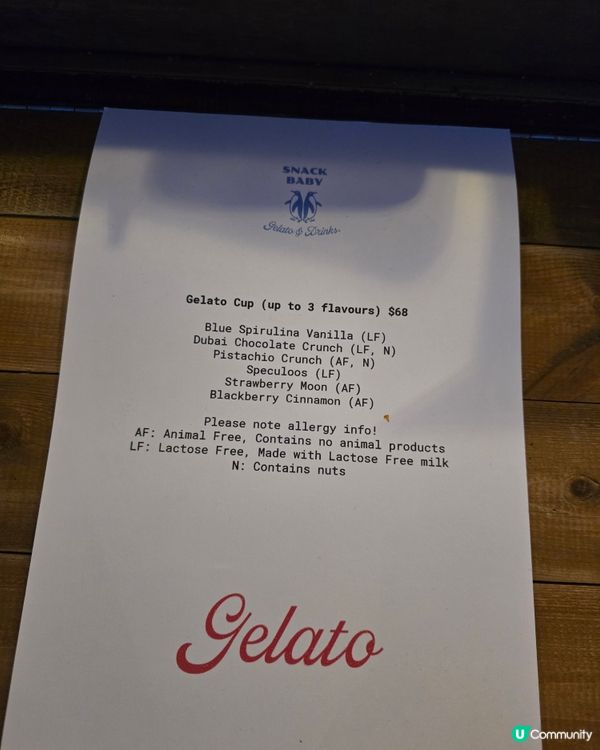 SNACK
BABY
Gelato & Drinks
Gelato Cup (up to 3 flavours) $68
Blue Spirulina Vanilla (LF)
Dubai Chocolate Crunch (LF, N)
Pistachio Crunch (AF, N)
Speculoos (LF)
Strawberry Moon (AF)
Blackberry Cinnamon (AF)
Please note allergy info!
AF: Animal Free, Contains no animal products
LF: Lactose Free, Made with Lactose Free milk
N: Contains nuts
Gelato
U Community